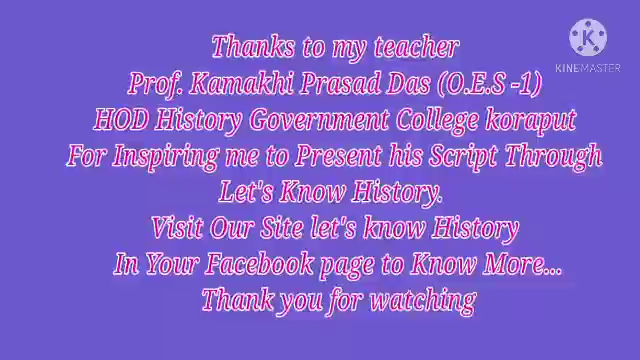 Thanks to my teacher
Prof. Kamakhi Prasad Das (O.E.S -1)
HOD History Government College koraput
For Inspiring me to Present his Script Through
Let's Know History.
Visit Our Site let's know History
In Your Facebook page to Know More...
Thank you for watching
K
KINEMASTER